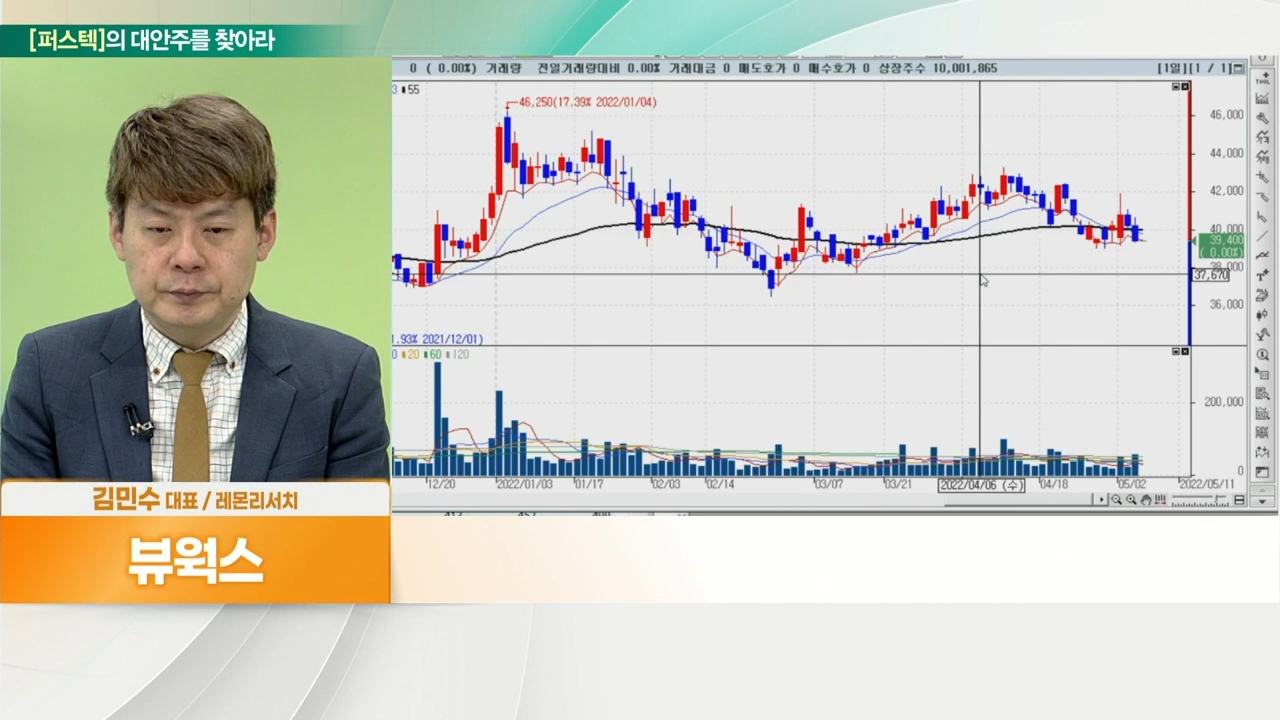 [퍼스텍]의 대안주를 찾아라
0 ( 0.00%) 거래량 전일거래량대비 0.00% 거래대금 0 매도호가 0 매수호가 0 상장주수 10,001,865
[1일][1 / 1]
3 55
46,250(17.39% 2022/01/04)
46,000
44,000
42,000
40,000
39,400
( 0.00%)
38,000
37,670
36,000
1.93% 2021/12/01)
0 20 60 120
200,000
0
12/20 2022/01/03 01/17 02/03 02/14 03/07 03/21 2022/04/06 (수) 04/18 05/02 2022/05/11
김민수 대표 / 레몬리서치
뷰웍스